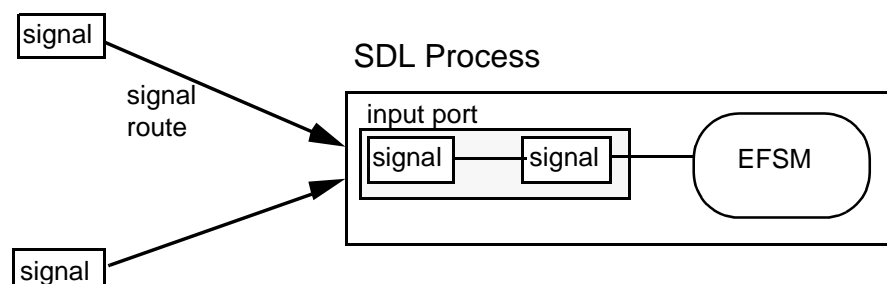 signal
SDL Process
signal
route
input port
signal
signal
EFSM
signal